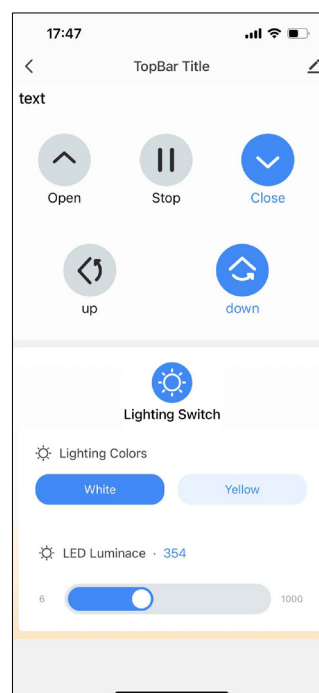 17:47
TopBar Title
text
Open Stop Close
up down
Lighting Switch
Lighting Colors
White Yellow
LED Luminace · 354
6 1000